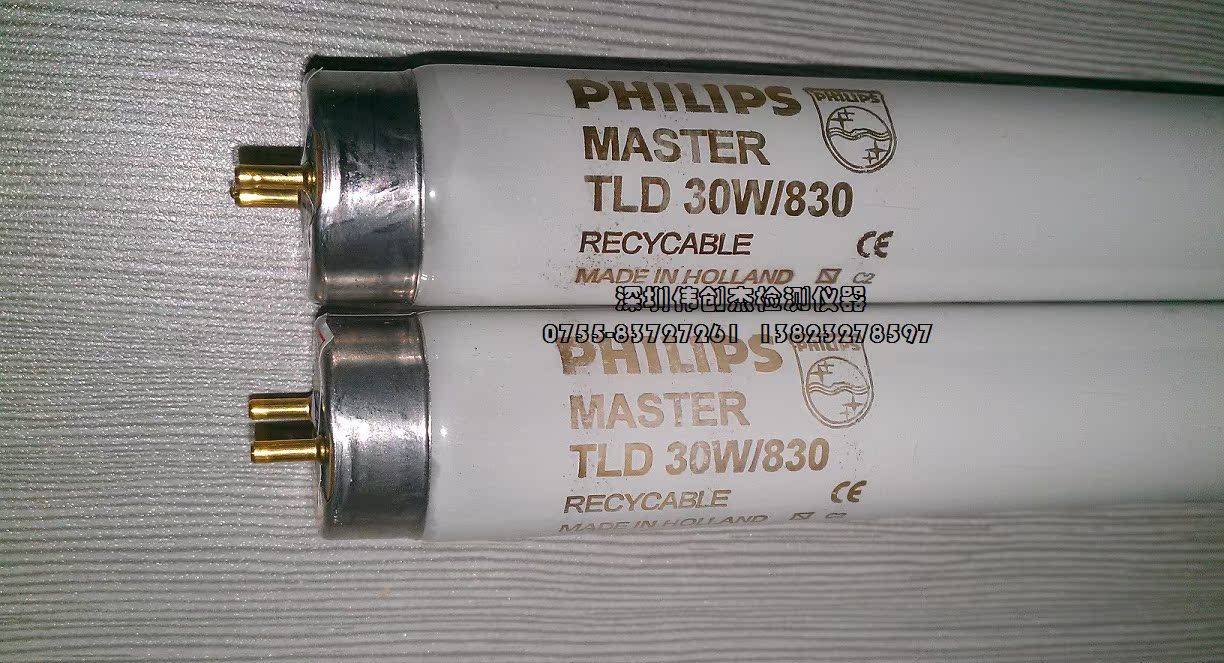 PHILIPS
PHILIPS
MASTER
TLD 30W/830
RECYCABLE CE
MADE IN HOLLAND C2
深圳伟创杰检测仪器
0755-83727261 13823278597
PHILIPS
PHILIPS
MASTER
TLD 30W/830
RECYCABLE CE
MADE IN HOLLAND